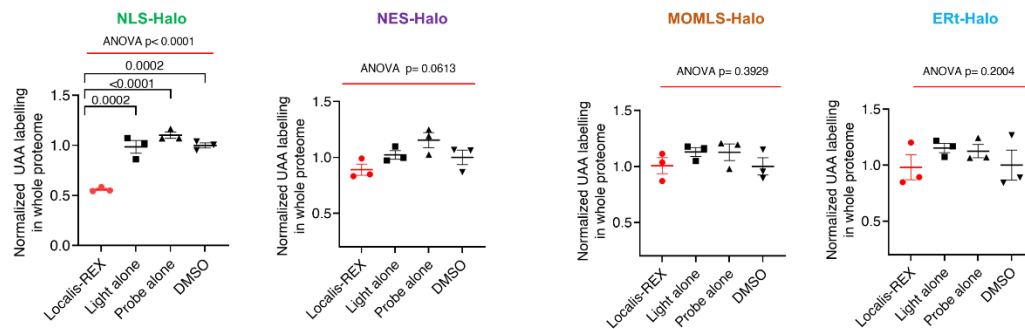 NLS-Halo
ANOVA p< 0.0001
0.0002
<0.0001
0.0002
Normalized UAA labelling
in whole proteome
1.5
1.0
0.5
0.0
Localis-REX
Light alone
Probe alone
DMSO
NES-Halo
ANOVA p= 0.0613
Normalized UAA labelling
in whole proteome
1.5
1.0
0.5
Localis-REX
Light alone
Probe alone
DMSO
MOMLS-Halo
ANOVA p= 0.3929
Normalized UAA labelling
in whole proteome
1.5
1.0
0.5
Localis-REX
Light alone
Probe alone
DMSO
ERt-Halo
ANOVA p= 0.2004
Normalized UAA labelling
in whole proteome
1.5
1.0
0.5
Localis-REX
Light alone
Probe alone
DMSO